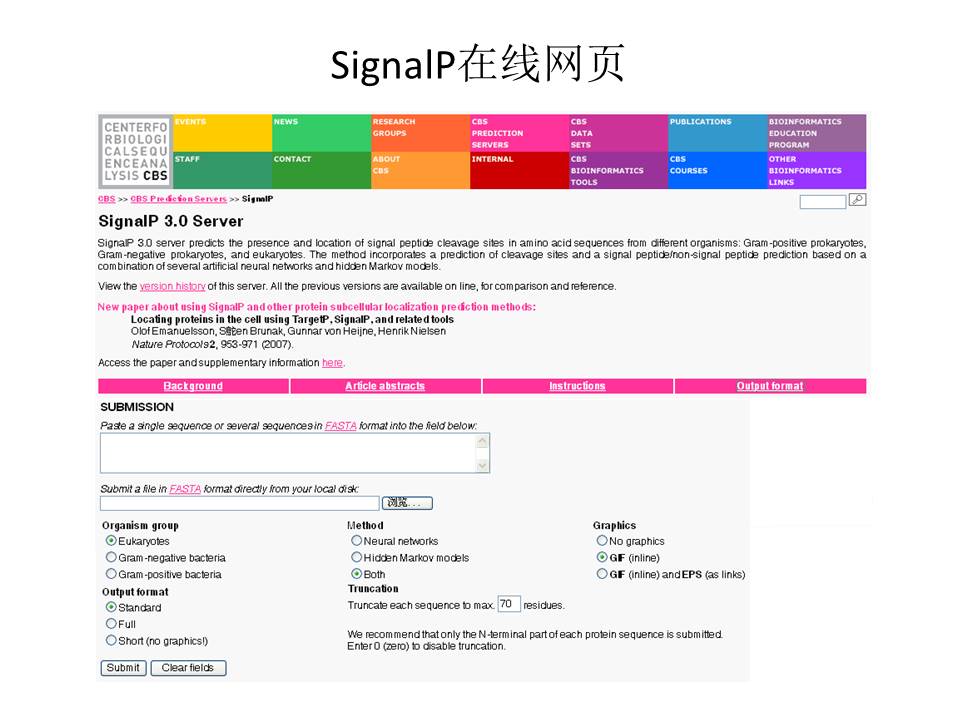 SignalP在线网页
CENTERFO
RBIOLOGI
CALSEQU
ENCEANA
LYSIS CBS
EVENTS
NEWS
RESEARCH
GROUPS
CBS
PREDICTION
SERVERS
CBS
DATA
SETS
PUBLICATIONS
BIOINFORMATICS
EDUCATION
PROGRAM
STAFF
CONTACT
ABOUT
CBS
INTERNAL
CBS
BIOINFORMATICS
TOOLS
CBS
COURSES
OTHER
BIOINFORMATICS
LINKS
CBS >> CBS Prediction Servers >> SignalP
SignalP 3.0 Server
SignalP 3.0 server predicts the presence and location of signal peptide cleavage sites in amino acid sequences from different organisms: Gram-positive prokaryotes,
Gram-negative prokaryotes, and eukaryotes. The method incorporates a prediction of cleavage sites and a signal peptide/non-signal peptide prediction based on a
combination of several artificial neural networks and hidden Markov models.
View the version history of this server. All the previous versions are available on line, for comparison and reference.
New paper about using SignalP and other protein subcellular localization prediction methods:
Locating proteins in the cell using TargetP, SignalP, and related tools
Olof Emanuelsson, S鴕en Brunak, Gunnar von Heijne, Henrik Nielsen
Nature Protocols 2, 953-971 (2007).
Access the paper and supplementary information here.
Background
Article abstracts
Instructions
Output format
SUBMISSION
Paste a single sequence or several sequences in FASTA format into the field below:
Submit a file in FASTA format directly from your local disk:
浏览...
Organism group
Eukaryotes
Gram-negative bacteria
Gram-positive bacteria
Method
Neural networks
Hidden Markov models
Both
Graphics
No graphics
GIF (inline)
GIF (inline) and EPS (as links)
Output format
Standard
Full
Short (no graphics!)
Truncation
Truncate each sequence to max. 70 residues.
We recommend that only the N-terminal part of each protein sequence is submitted.
Enter 0 (zero) to disable truncation.
Submit
Clear fields